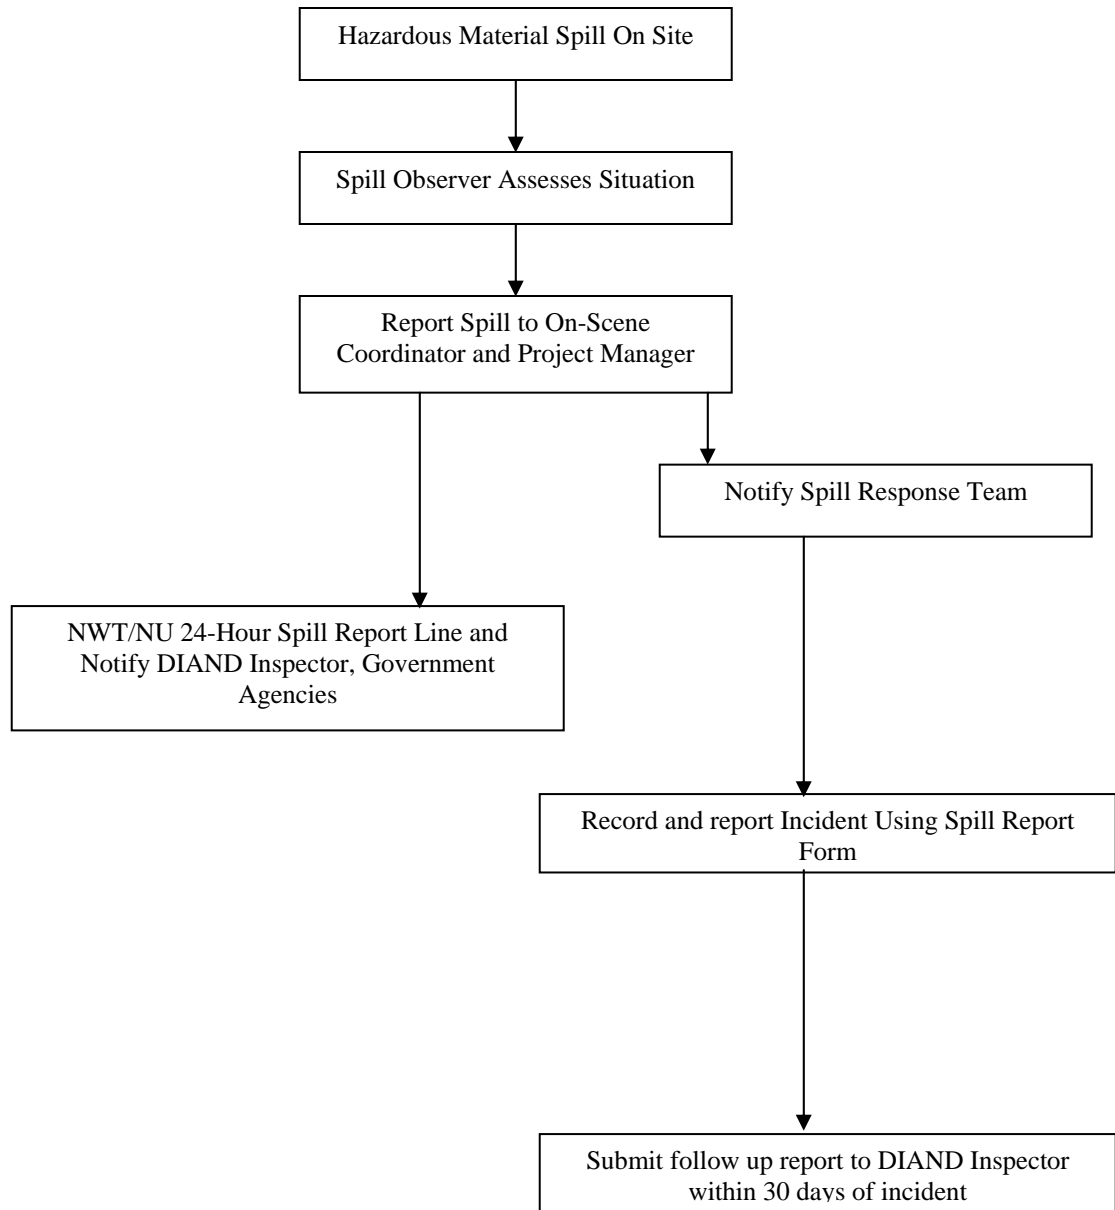 Hazardous Material Spill On Site
Spill Observer Assesses Situation
Report Spill to On-Scene
Coordinator and Project Manager
Notify Spill Response Team
NWT/NU 24-Hour Spill Report Line and
Notify DIAND Inspector, Government
Agencies
Record and report Incident Using Spill Report
Form
Submit follow up report to DIAND Inspector
within 30 days of incident